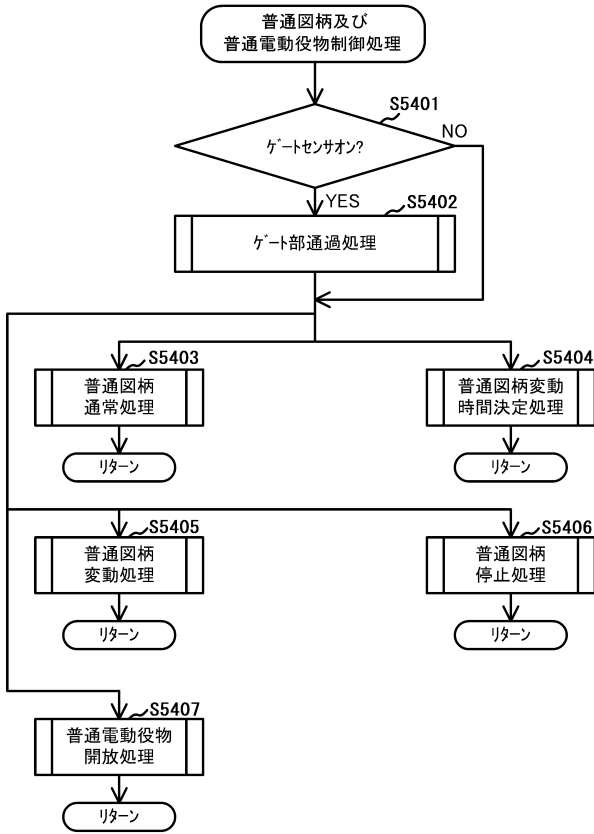 普通図柄及び
普通電動役物制御処理
S5401
ｹﾞｰﾄｾﾝｻｵﾝ?
NO
YES
S5402
ｹﾞｰﾄ部通過処理
S5403
普通図柄
通常処理
ﾘﾀｰﾝ
S5404
普通図柄変動
時間決定処理
ﾘﾀｰﾝ
S5405
普通図柄
変動処理
ﾘﾀｰﾝ
S5406
普通図柄
停止処理
ﾘﾀｰﾝ
S5407
普通電動役物
開放処理
ﾘﾀｰﾝ